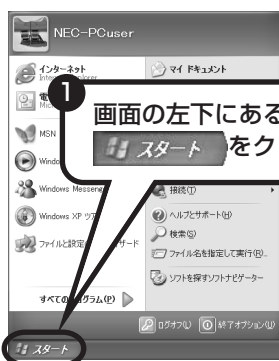 NEC-PCuser
インターネット
マイ ドキュメント
1
画面の左下にある
スタート をク
MSN
Windows Messenger
接続(T)
Windows XP ツア
ヘルプとサポート(H)
検索(S)
ファイルと設定 ザード
ファイル名を指定して実行(R)...
ソフトを探すソフトナビゲーター
すべての グラム(P)
ログオフ(L) 終了オプション(U)
スタート